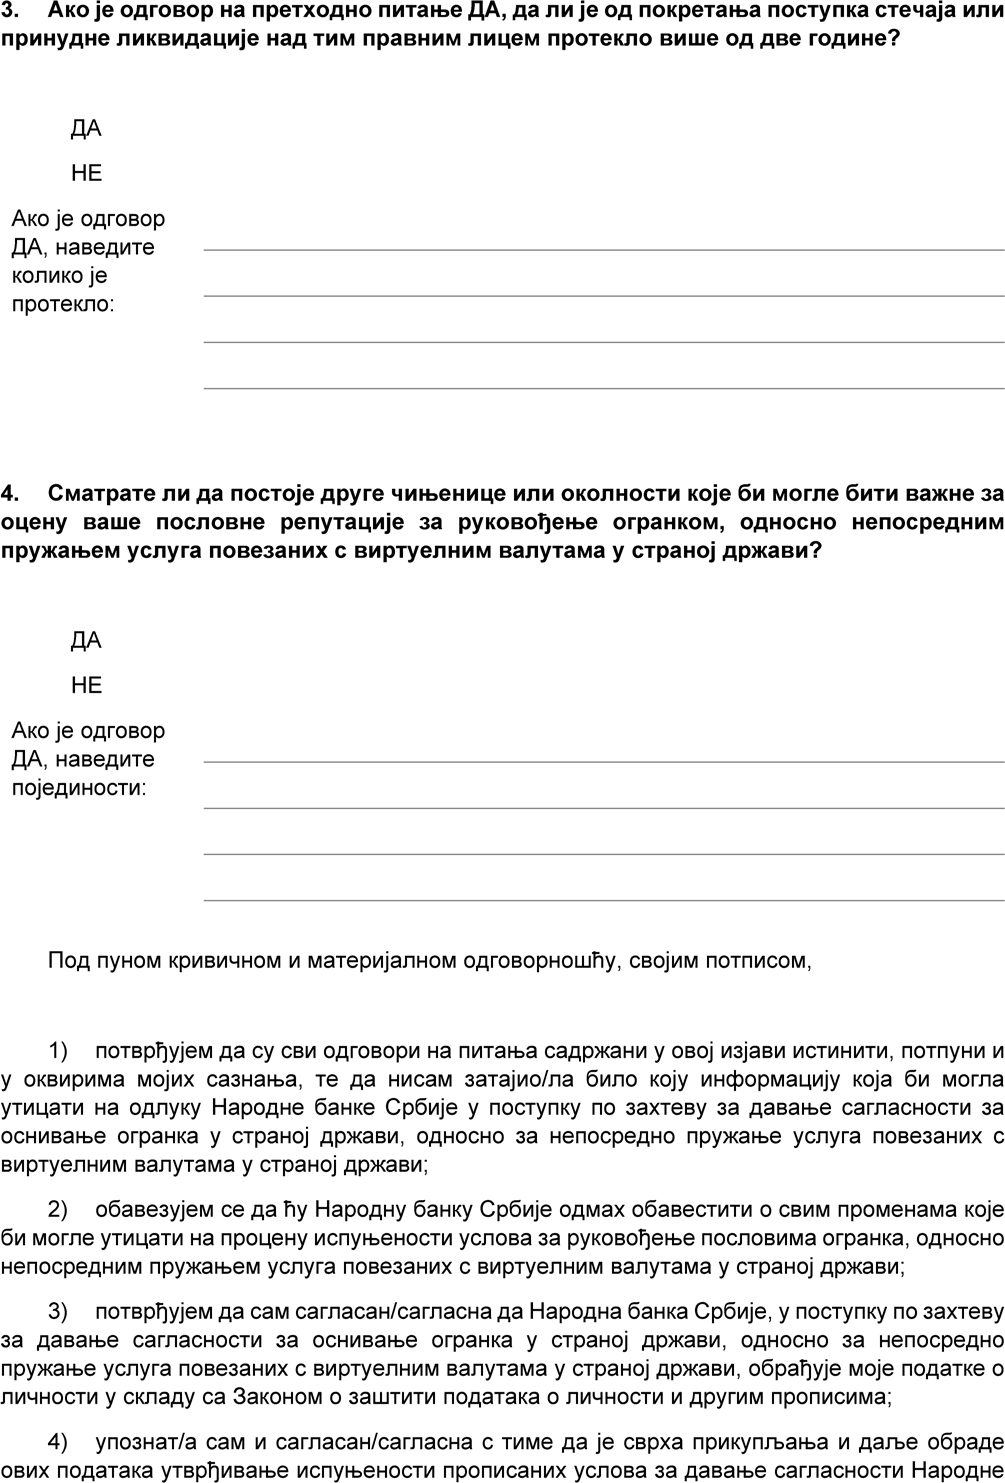 3. Ако је одговор на претходно питање ДА, да ли је од покретања поступка стечаја или
принудне ликвидације над тим правним лицем протекло више од две године?
ДА
НЕ
Ако је одговор
ДА, наведите
колико је
протекло:
4. Сматрате ли да постоје друге чињенице или околности које би могле бити важне за
оцену ваше пословне репутације за руковођење огранком, односно непосредним
пружањем услуга повезаних с виртуелним валутама у страној држави?
ДА
НЕ
Ако је одговор
ДА, наведите
појединости:
Под пуном кривичном и материјалном одговорношћу, својим потписом,
1) потврђујем да су сви одговори на питања садржани у овој изјави истинити, потпуни и
у оквирима мојих сазнања, те да нисам затајио/ла било коју информацију која би могла
утицати на одлуку Народне банке Србије у поступку по захтеву за давање сагласности за
оснивање огранка у страној држави, односно за непосредно пружање услуга повезаних с
виртуелним валутама у страној држави;
2) обавезујем се да ћу Народну банку Србије одмах обавестити о свим променама које
би могле утицати на процену испуњености услова за руковођење пословима огранка, односно
непосредним пружањем услуга повезаних с виртуелним валутама у страној држави;
3) потврђујем да сам сагласан/сагласна да Народна банка Србије, у поступку по захтеву
за давање сагласности за оснивање огранка у страној држави, односно за непосредно
пружање услуга повезаних с виртуелним валутама у страној држави, обрађује моје податке о
личности у складу са Законом о заштити података о личности и другим прописима;
4) упознат/а сам и сагласан/сагласна с тиме да је сврха прикупљања и даље обраде
ових података утврђивање испуњености прописаних услова за давање сагласности Народне